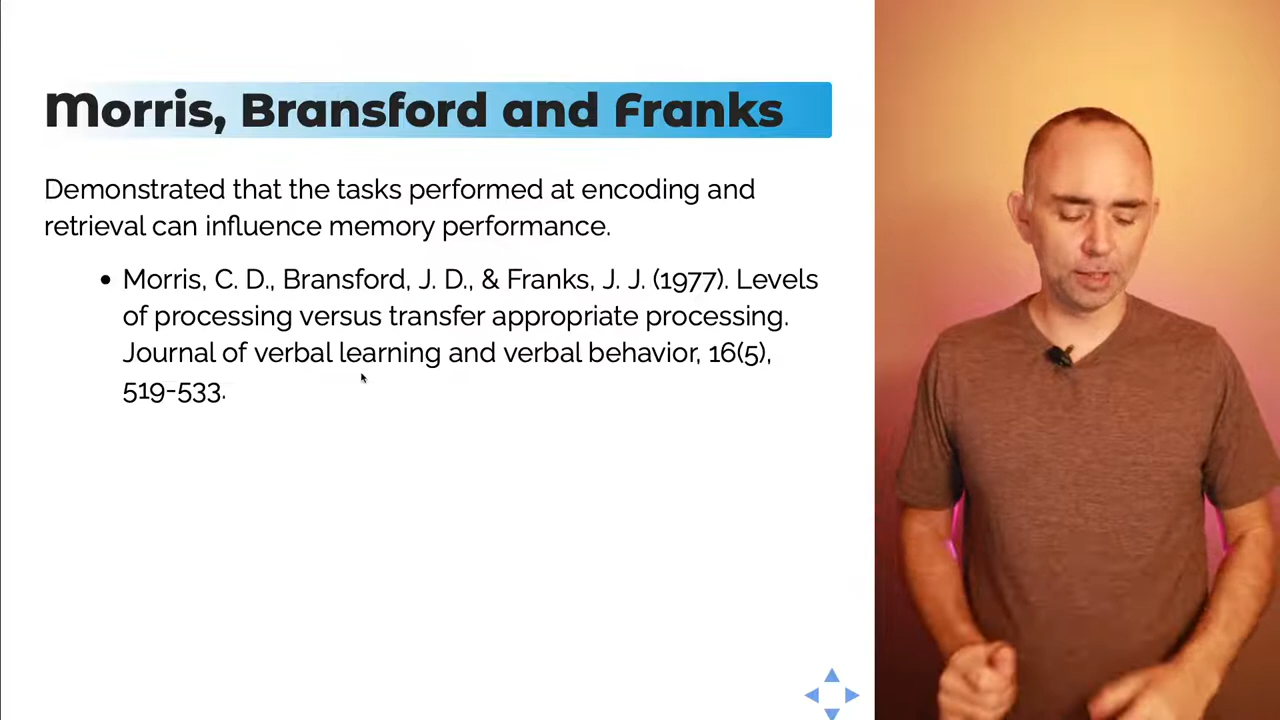 Morris, Bransford and Franks
Demonstrated that the tasks performed at encoding and
retrieval can influence memory performance.
• Morris, C. D., Bransford, J. D., & Franks, J. J. (1977). Levels
of processing versus transfer appropriate processing.
Journal of verbal learning and verbal behavior, 16(5),
519-533.